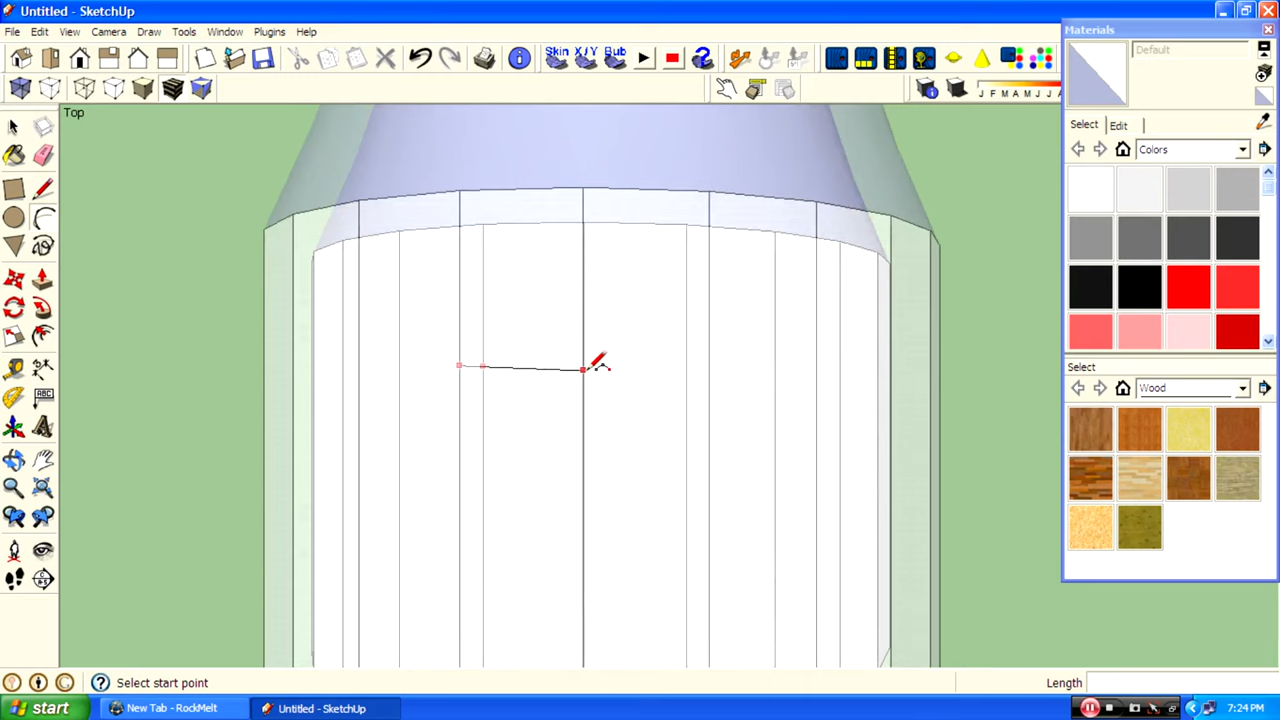 Untitled - SketchUp
File Edit View Camera Draw Tools Window Plugins Help
Skin X/Y Bub
J F M A M J J A
Top
Materials
Default
Select Edit
Colors
Select
Wood
ABC
Select start point
Length
start New Tab - RockMelt Untitled - SketchUp 7:24 PM